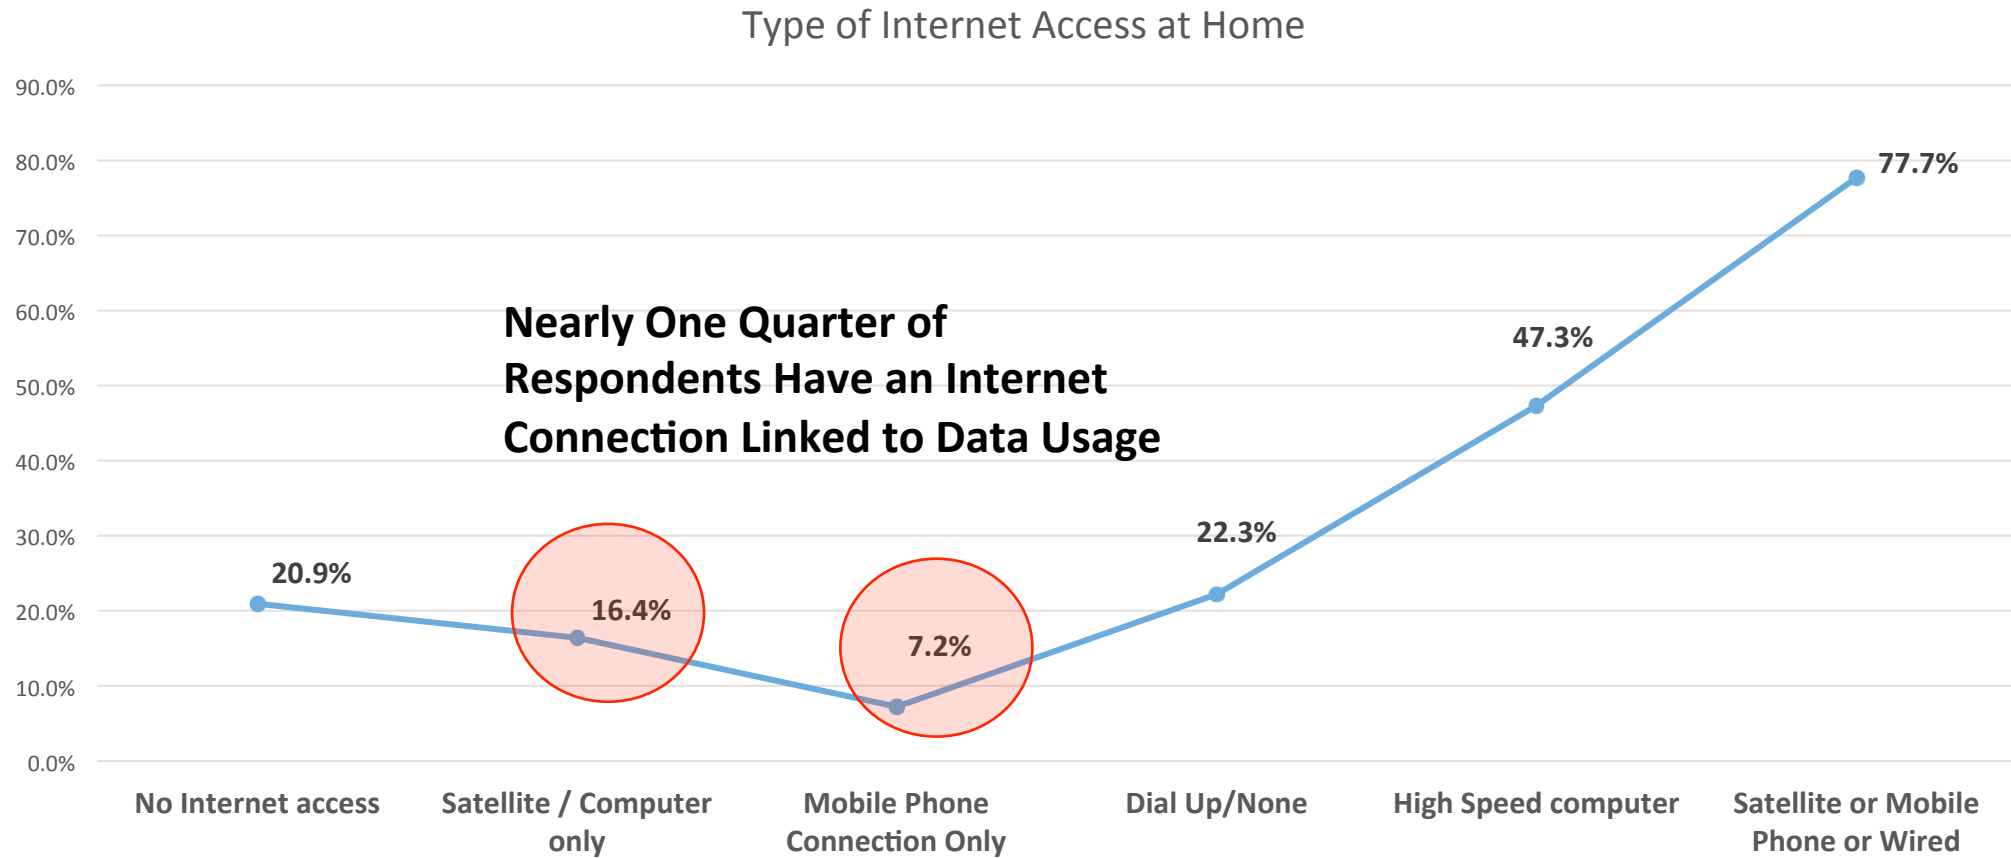 Type of Internet Access at Home
90.0%
80.0%
70.0%
60.0%
50.0%
40.0%
30.0%
20.0%
10.0%
0.0%
Nearly One Quarter of
Respondents Have an Internet
Connection Linked to Data Usage
20.9%
16.4%
7.2%
22.3%
47.3%
77.7%
No Internet access
Satellite / Computer
only
Mobile Phone
Connection Only
Dial Up/None
High Speed computer
Satellite or Mobile
Phone or Wired